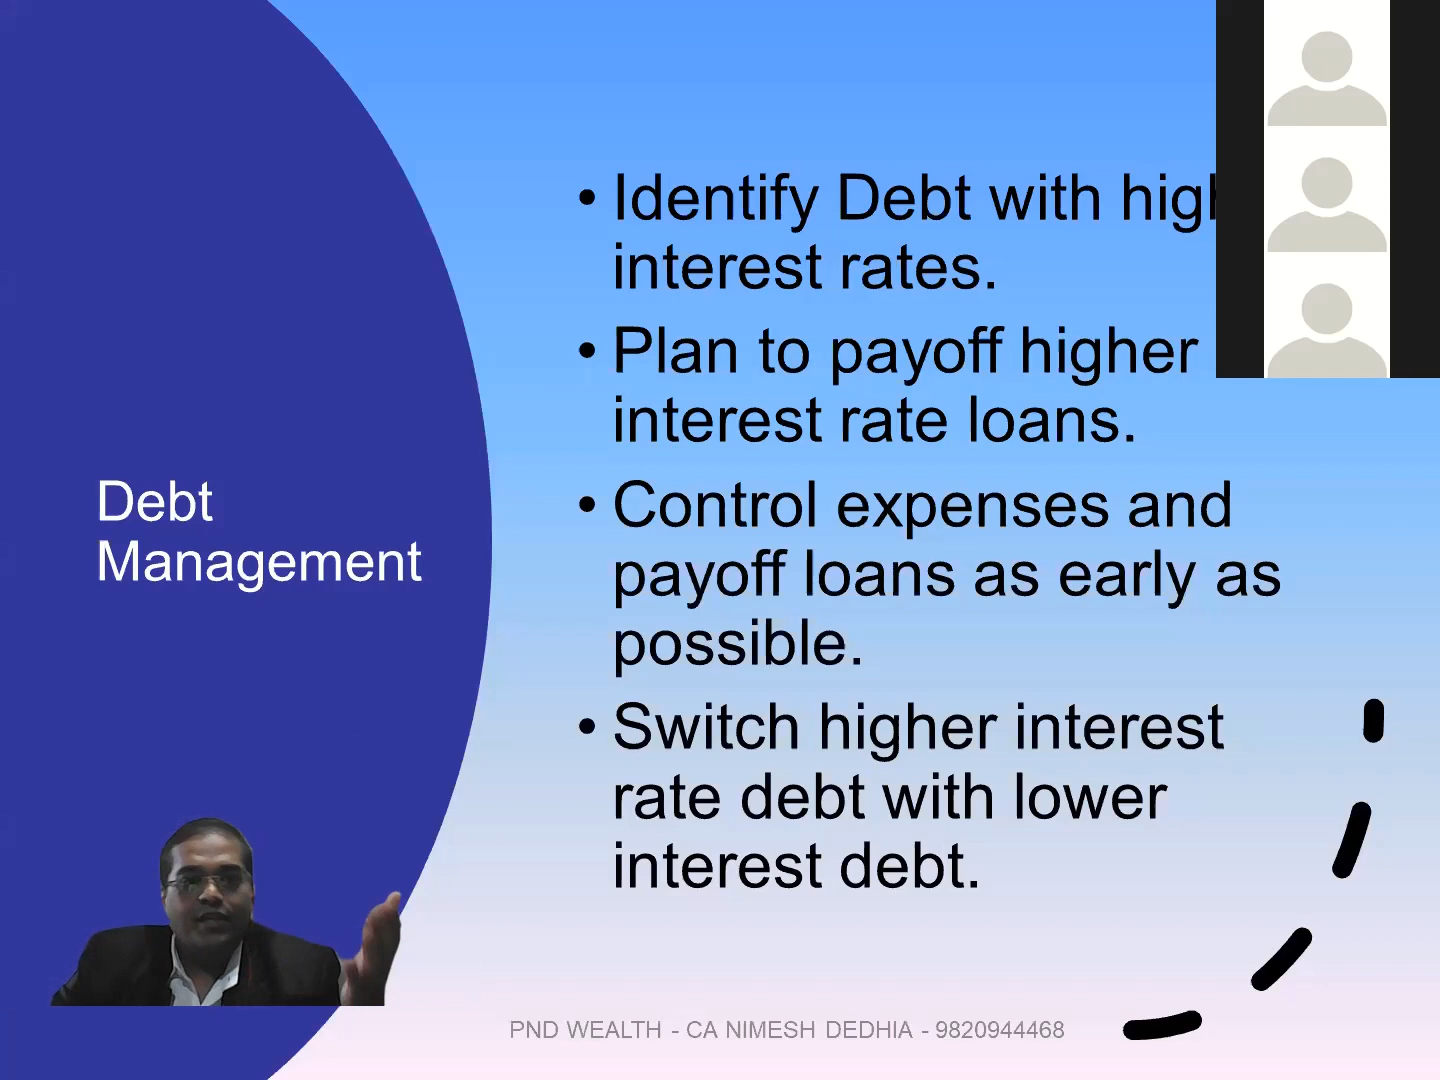 Debt
Management
• Identify Debt with high
interest rates.
• Plan to payoff higher
interest rate loans.
• Control expenses and
payoff loans as early as
possible.
• Switch higher interest
rate debt with lower
interest debt.
PND WEALTH - CA NIMESH DEDHIA - 9820944468